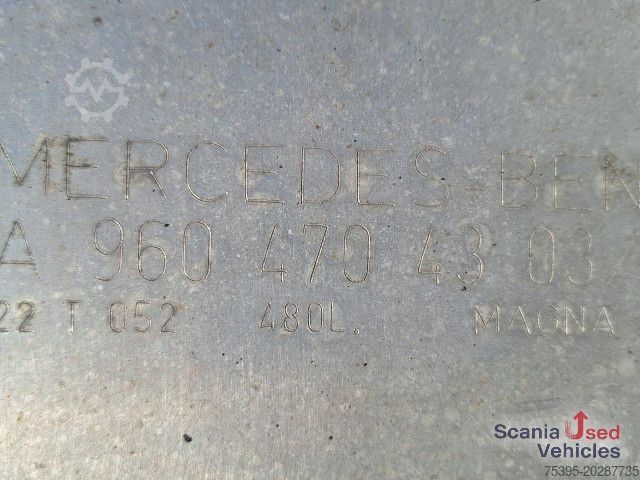 MERCEDES-BEN
A 960 470 43 03
22 T 052 480L. MAGNA
Scania Used
Vehicles
75395-20287735